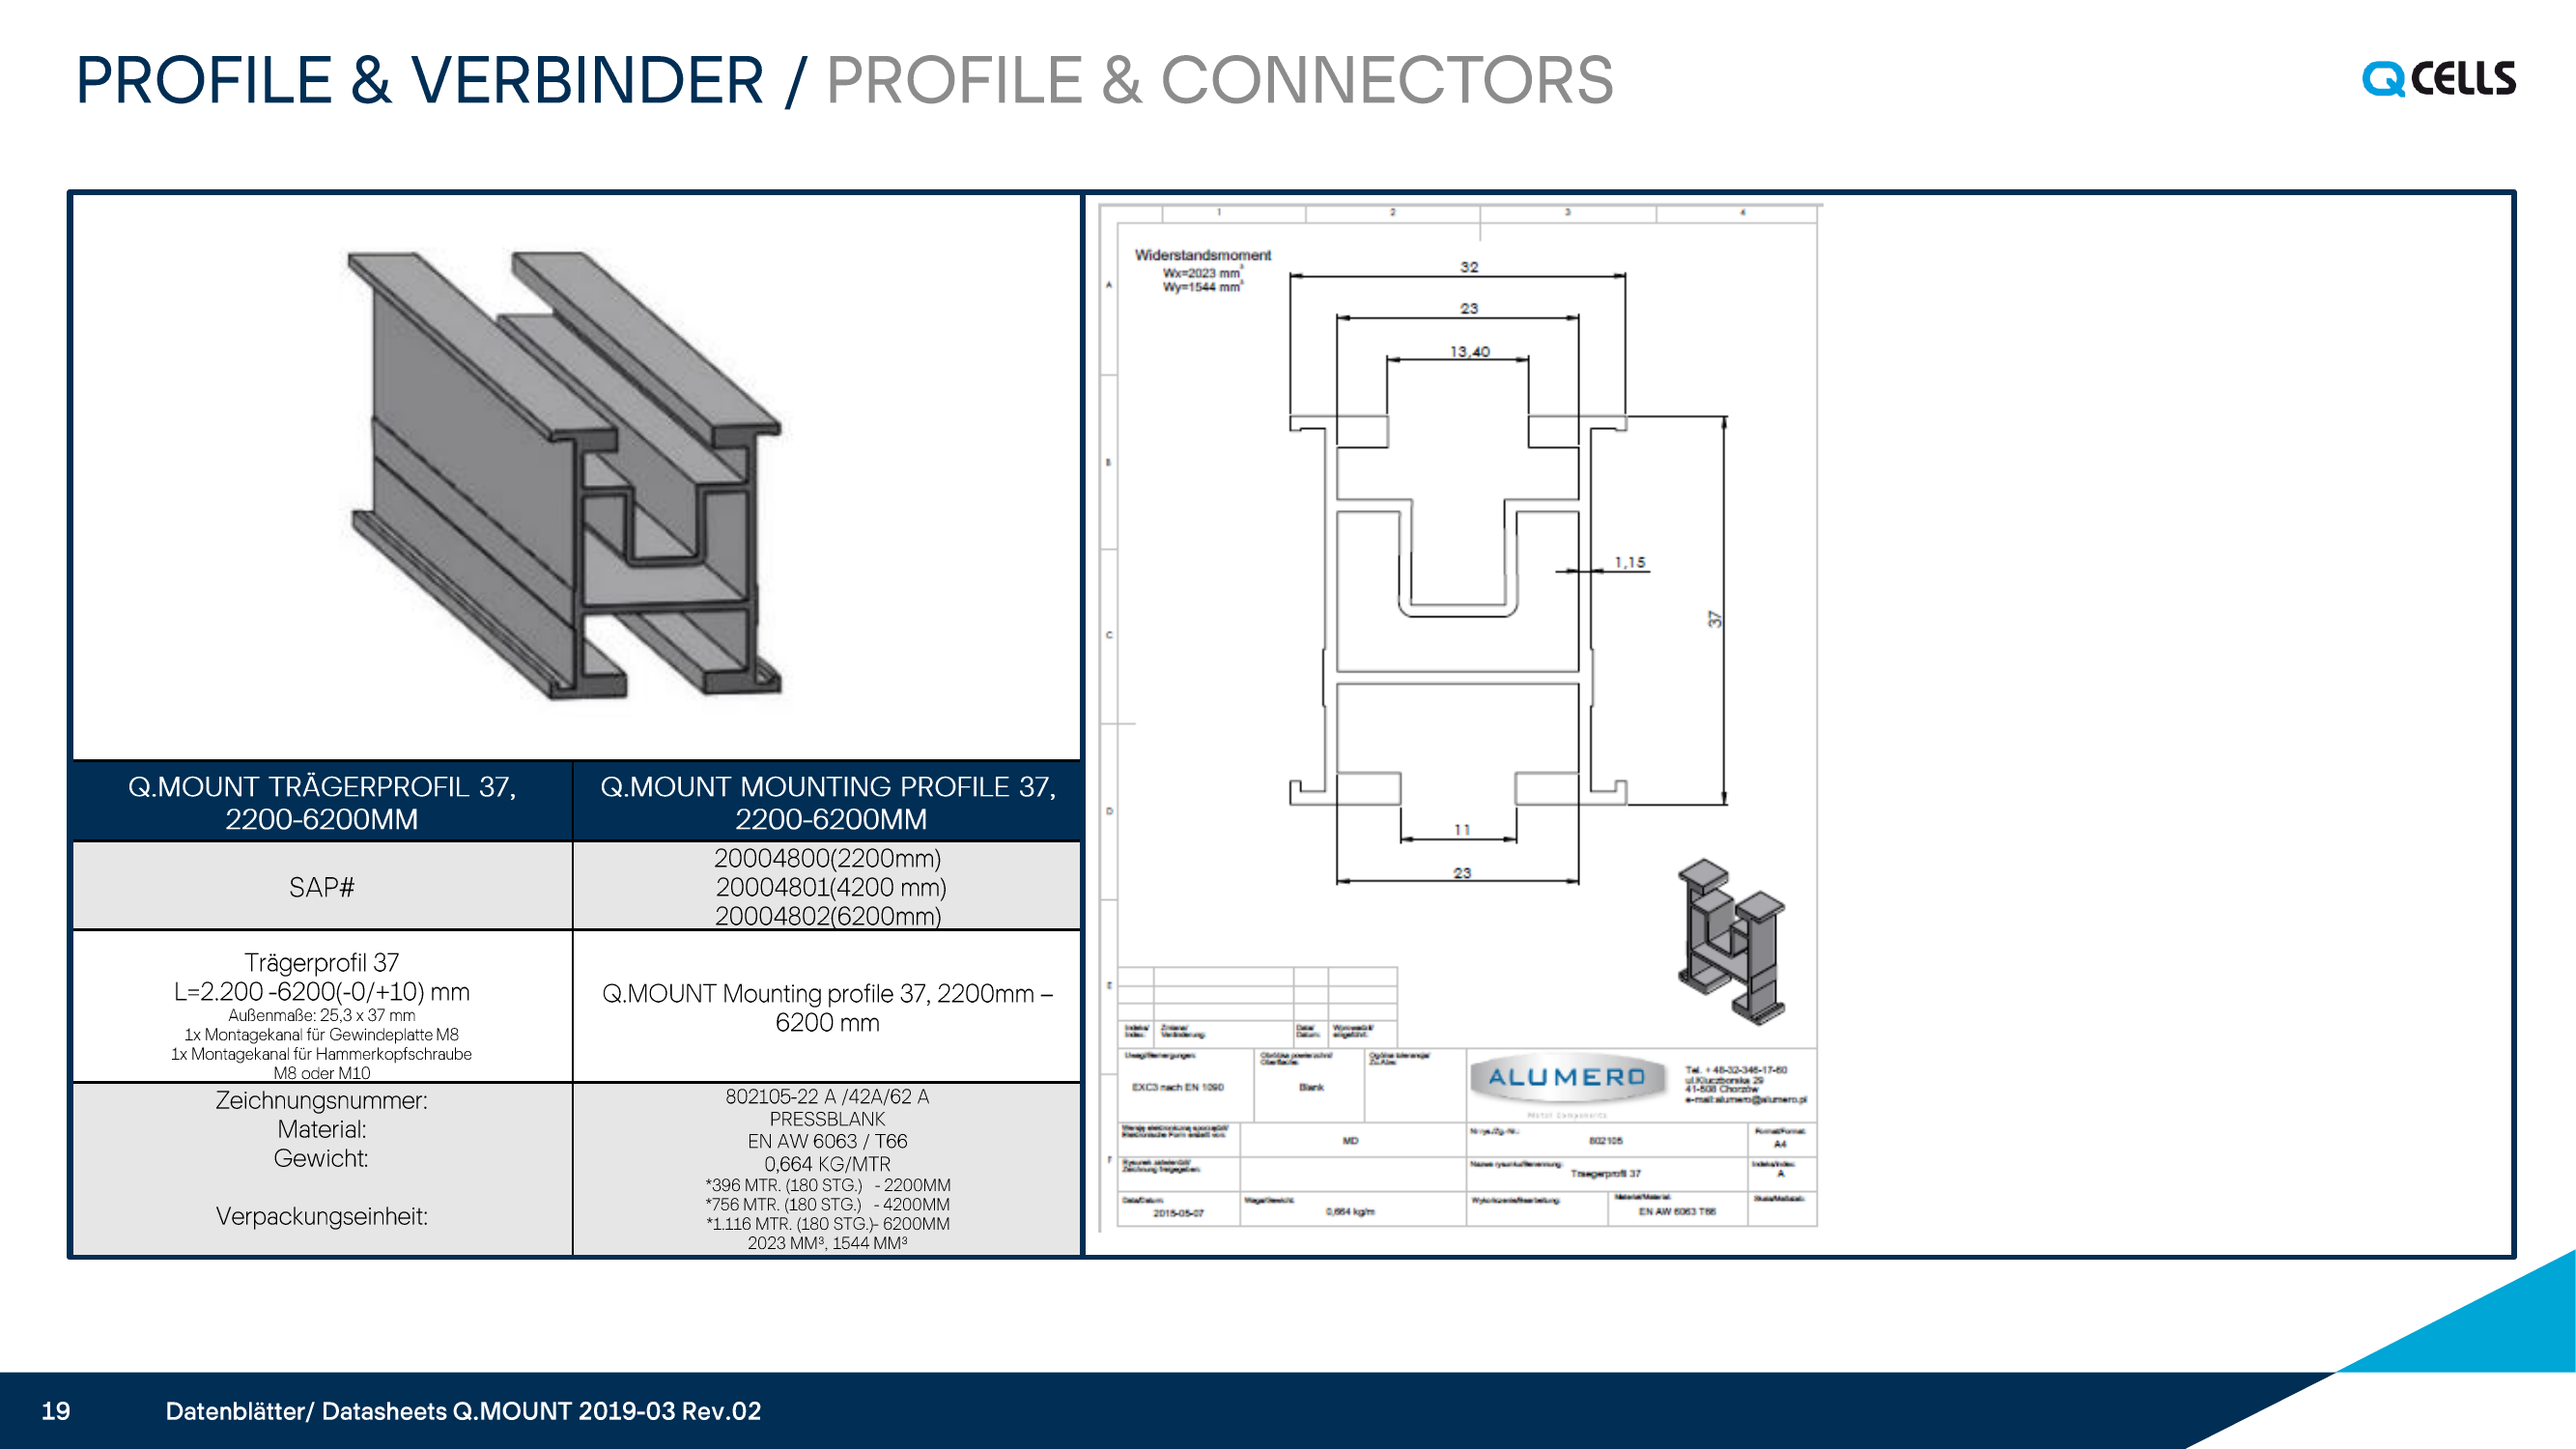 PROFILE & VERBINDER / PROFILE & CONNECTORS
Q CELLS
Q.MOUNT TRÄGERPROFIL 37,
2200-6200MM
Q.MOUNT MOUNTING PROFILE 37,
2200-6200MM
SAP#
20004800(2200mm)
20004801(4200 mm)
20004802(6200mm)
Trägerprofil 37
L=2.200 -6200(-0/+10) mm
Außenmaße: 25,3 x 37 mm
1x Montagekanal für Gewindeplatte M8
1x Montagekanal für Hammerkopfschraube
M8 oder M10
Q.MOUNT Mounting profile 37, 2200mm –
6200 mm
Zeichnungsnummer:
Material:
Gewicht:
Verpackungseinheit:
802105-22 A /42A/62 A
PRESSBLANK
EN AW 6063 / T66
0,664 KG/MTR
*396 MTR. (180 STG.) - 2200MM
*756 MTR. (180 STG.) - 4200MM
*1.116 MTR. (180 STG.)- 6200MM
2023 MM³, 1544 MM³
1 2 3 4
Widerstandsmoment
Wx=2023 mm³
Wy=1544 mm³
A
B
C
D
E
F
32
23
13,40
1,15
37
11
23
EXC3 nach EN 1090
Blank
ALUMERO
Metal components
Tel. + 48-32-346-17-60
ul.Kluczborska 29
41-508 Chorzów
e-mail:alumero@alumero.pl
MD
802105
A4
Traegerprofil 37
A
2015-05-07
0,664 kg/m
EN AW 6063 T66
19
Datenblätter/ Datasheets Q.MOUNT 2019-03 Rev.02